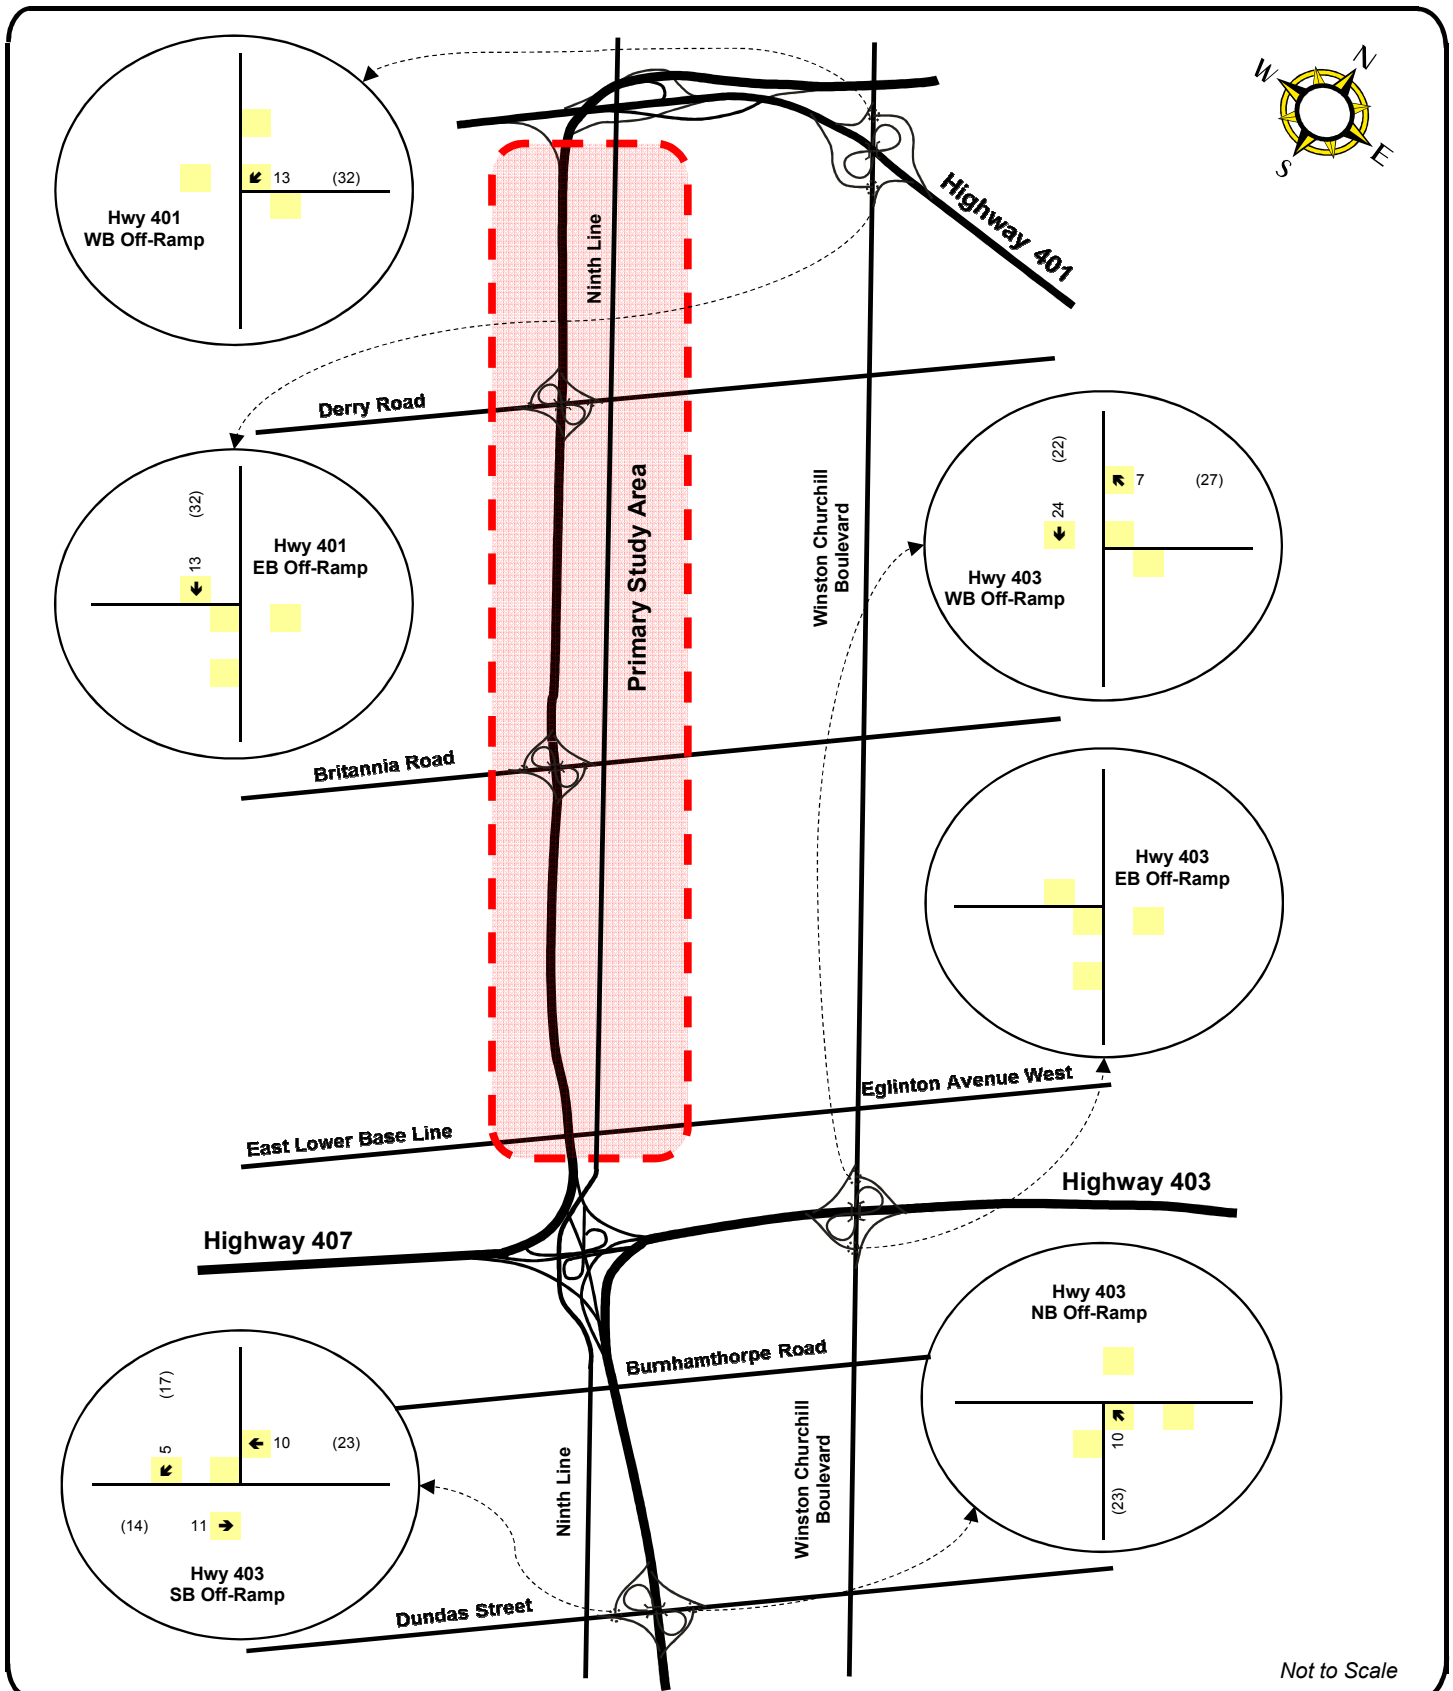 N
W
E
S
13 (32)
Hwy 401
WB Off-Ramp
Highway 401
Ninth Line
Derry Road
(32)
13
Hwy 401
EB Off-Ramp
Primary Study Area
Winston Churchill
Boulevard
(22)
24
7 (27)
Hwy 403
WB Off-Ramp
Britannia Road
Hwy 403
EB Off-Ramp
Eglinton Avenue West
East Lower Base Line
Highway 403
Highway 407
Hwy 403
NB Off-Ramp
10
(23)
Burnhamthorpe Road
(17)
5
10 (23)
(14) 11
Hwy 403
SB Off-Ramp
Ninth Line
Winston Churchill
Boulevard
Dundas Street
Not to Scale